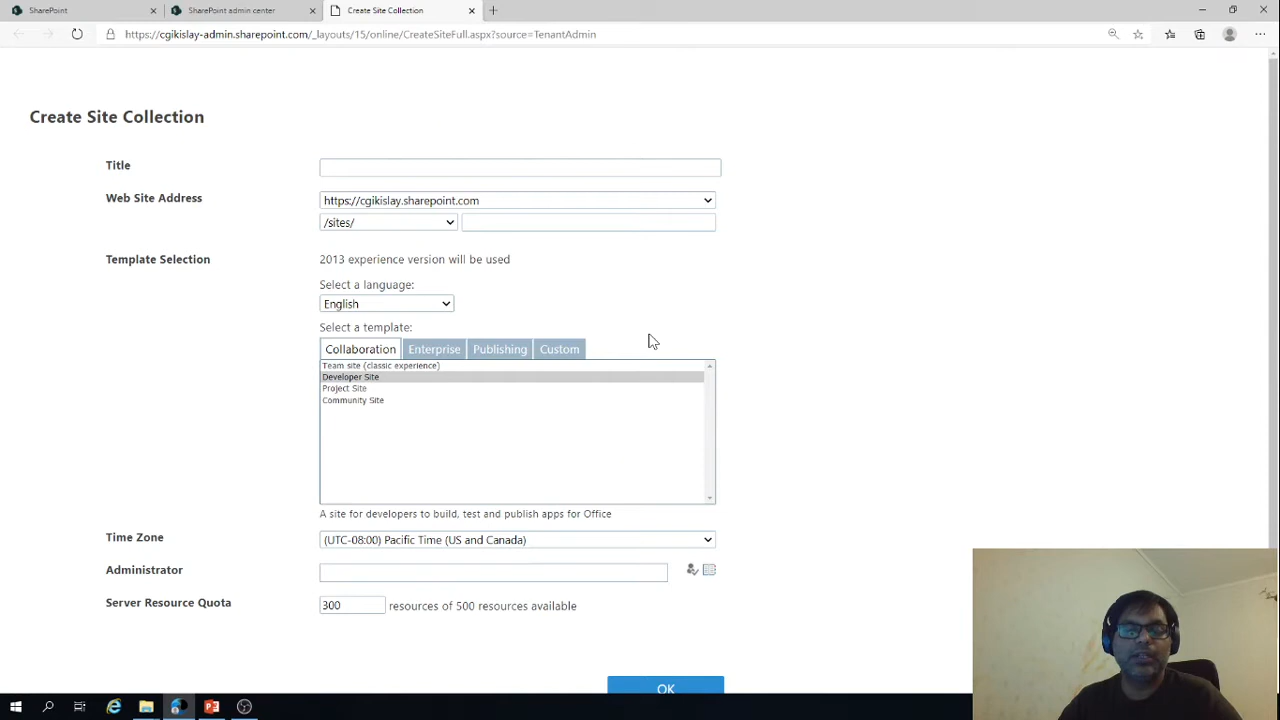 SharePoint
SharePoint admin center
Create Site Collection
https://cgikislay-admin.sharepoint.com/_layouts/15/online/CreateSiteFull.aspx?source=TenantAdmin
Create Site Collection
Title
Web Site Address
https://cgikislay.sharepoint.com
/sites/
Template Selection
2013 experience version will be used
Select a language:
English
Select a template:
Collaboration Enterprise Publishing Custom
Team site (classic experience)
Developer Site
Project Site
Community Site
A site for developers to build, test and publish apps for Office
Time Zone
(UTC-08:00) Pacific Time (US and Canada)
Administrator
Server Resource Quota
300 resources of 500 resources available
OK